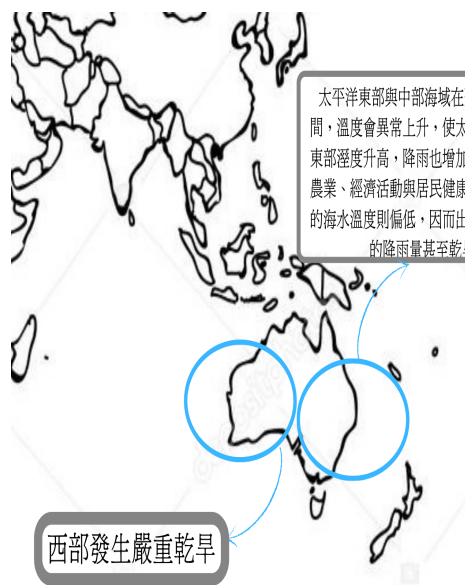 太平洋東部與中部海域在
間，溫度會異常上升，使太
東部溼度升高，降雨也增加
農業、經濟活動與居民健康
的海水溫度則偏低，因而出
的降雨量甚至乾旱
西部發生嚴重乾旱